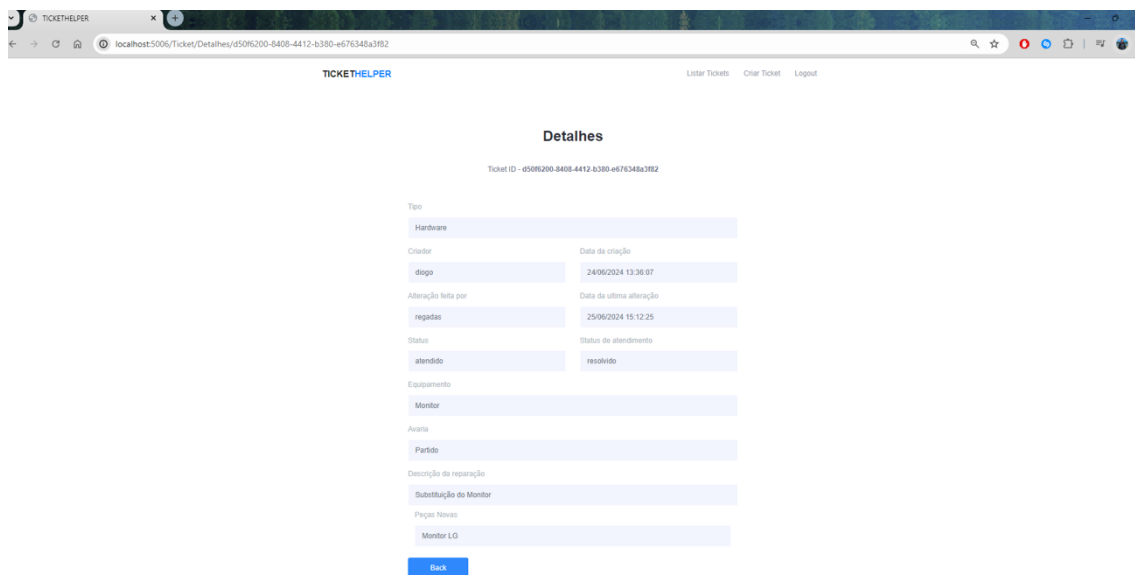 TICKETHELPER
localhost:5006/Ticket/Detalhes/d50f6200-8408-4412-b380-e676348a3f82
TICKETHELPER Listar Tickets Criar Ticket Logout
Detalhes
Ticket ID - d50f6200-8408-4412-b380-e676348a3f82
Tipo
Hardware
Criador Data da criação
diogo 24/06/2024 13:36:07
Alteração feita por Data da ultima alteração
regadas 25/06/2024 15:12:25
Status Status de atendimento
atendido resolvido
Equipamento
Monitor
Avaria
Partido
Descrição da reparação
Substituição do Monitor
Peças Novas
Monitor LG
Back